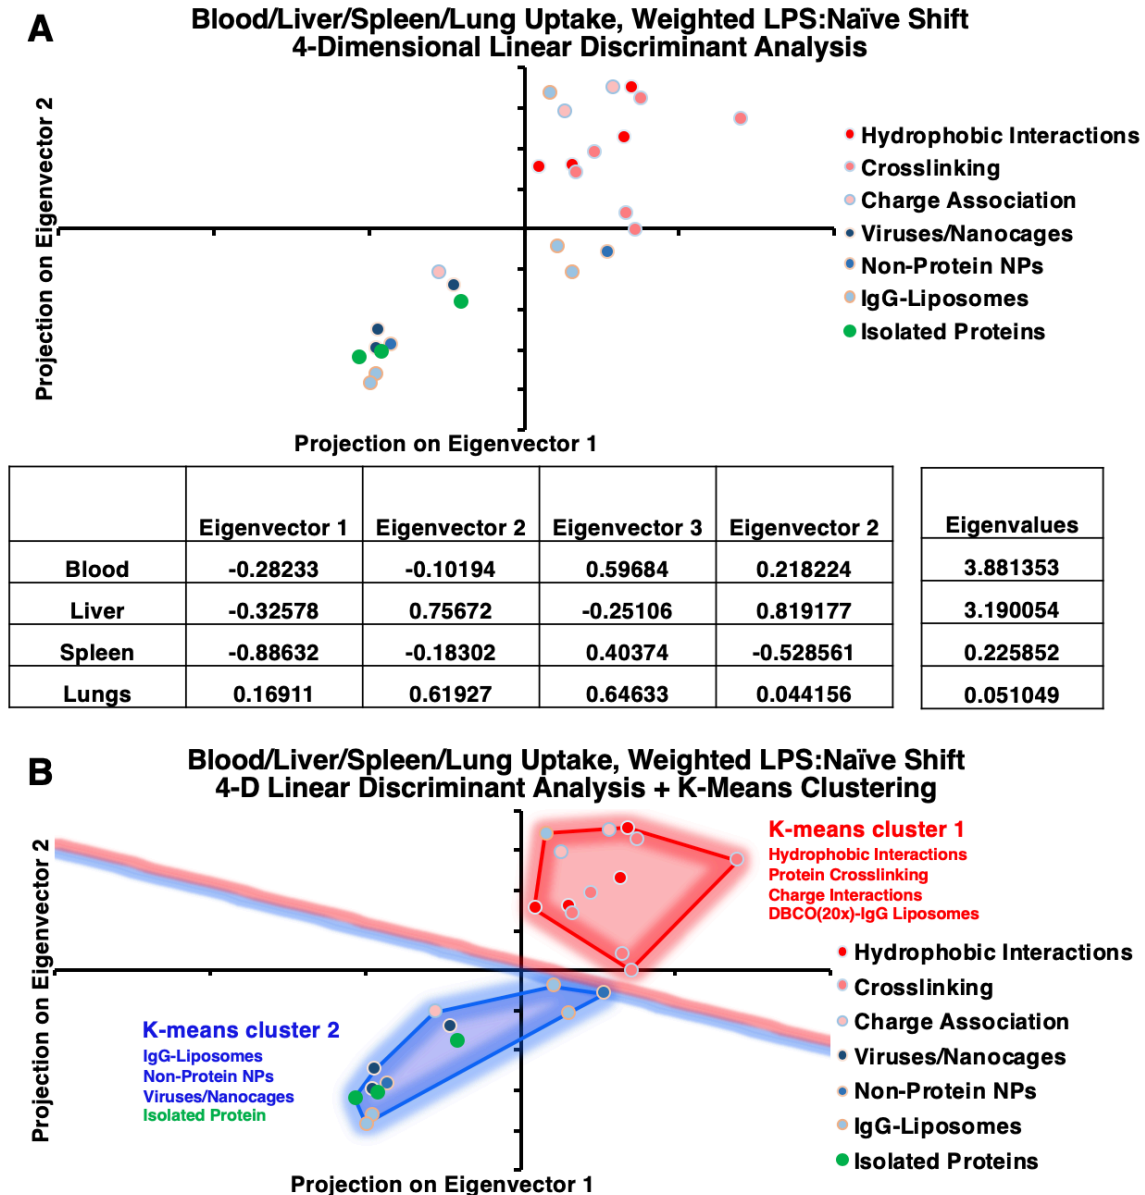 A
Blood/Liver/Spleen/Lung Uptake, Weighted LPS:Naïve Shift
4-Dimensional Linear Discriminant Analysis
Projection on Eigenvector 2
Hydrophobic Interactions
Crosslinking
Charge Association
Viruses/Nanocages
Non-Protein NPs
IgG-Liposomes
Isolated Proteins
Projection on Eigenvector 1
Eigenvector 1 Eigenvector 2 Eigenvector 3 Eigenvector 2 Eigenvalues
Blood -0.28233 -0.10194 0.59684 0.218224 3.881353
Liver -0.32578 0.75672 -0.25106 0.819177 3.190054
Spleen -0.88632 -0.18302 0.40374 -0.528561 0.225852
Lungs 0.16911 0.61927 0.64633 0.044156 0.051049
B
Blood/Liver/Spleen/Lung Uptake, Weighted LPS:Naïve Shift
4-D Linear Discriminant Analysis + K-Means Clustering
Projection on Eigenvector 2
K-means cluster 1
Hydrophobic Interactions
Protein Crosslinking
Charge Interactions
DBCO(20x)-IgG Liposomes
Hydrophobic Interactions
Crosslinking
Charge Association
Viruses/Nanocages
Non-Protein NPs
IgG-Liposomes
Isolated Proteins
K-means cluster 2
IgG-Liposomes
Non-Protein NPs
Viruses/Nanocages
Isolated Protein
Projection on Eigenvector 1